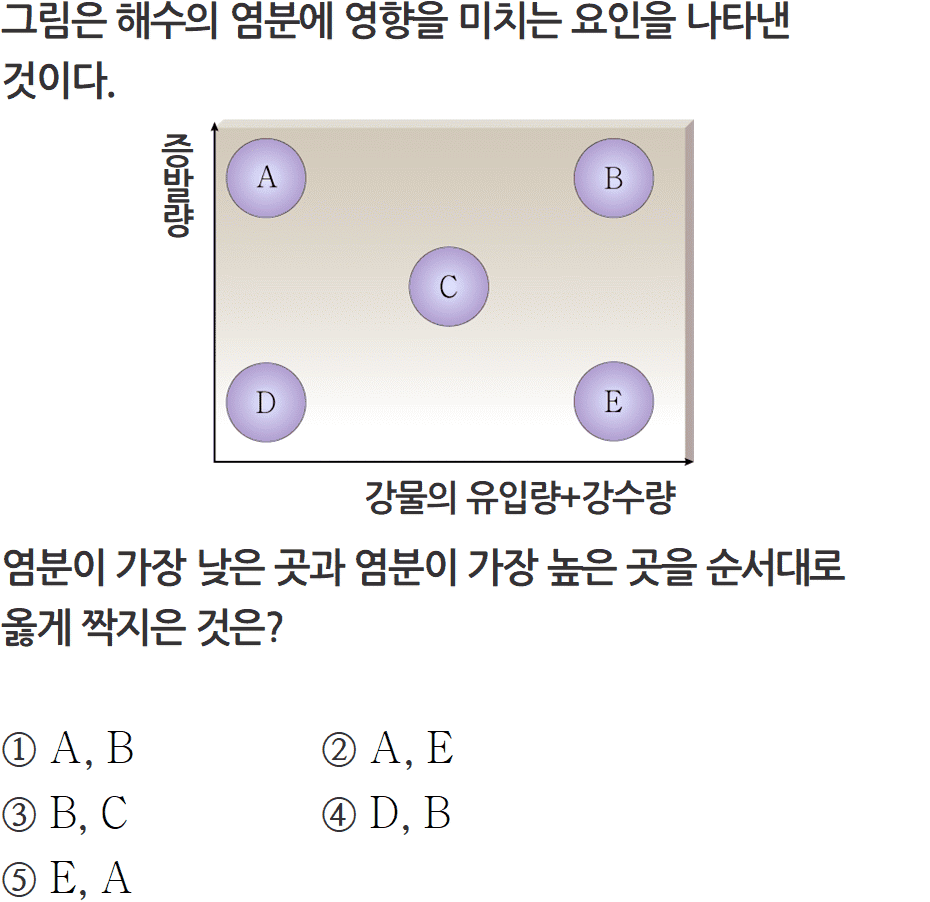 그림은 해수의 염분에 영향을 미치는 요인을 나타낸
것이다.
증발량
A
B
C
D
E
강물의 유입량+강수량
염분이 가장 낮은 곳과 염분이 가장 높은 곳을 순서대로
옳게 짝지은 것은?
① A, B
② A, E
③ B, C
④ D, B
⑤ E, A